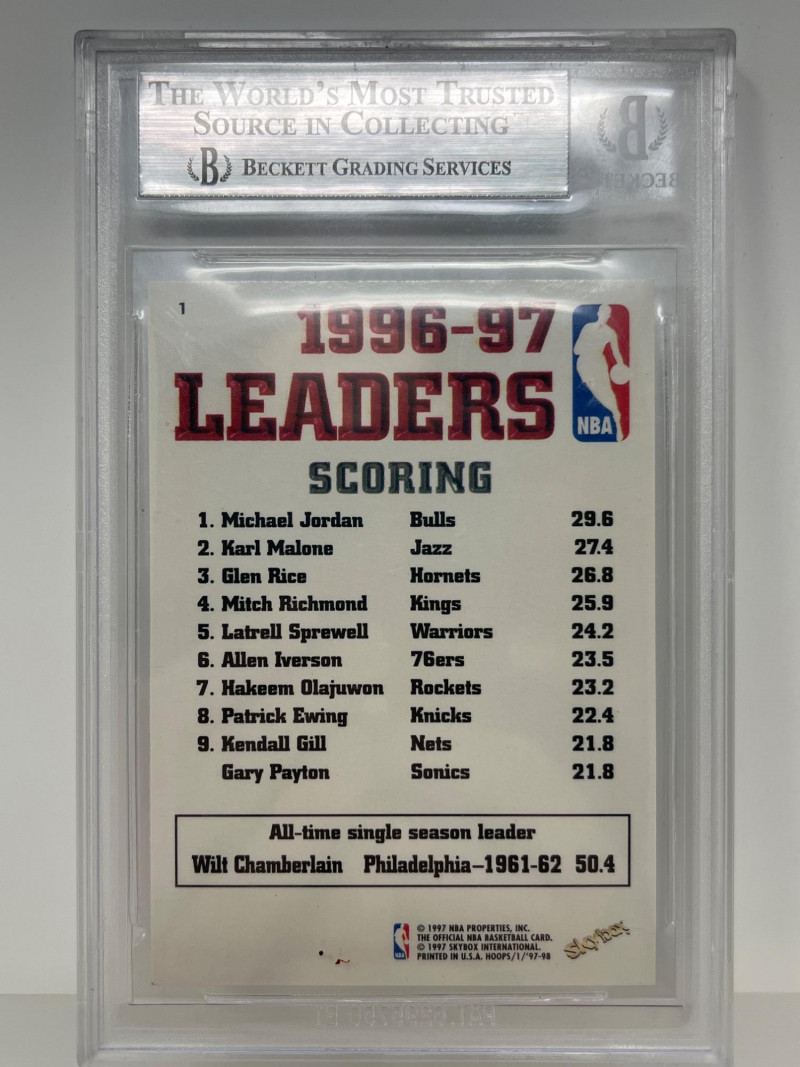 THE WORLD'S MOST TRUSTED
SOURCE IN COLLECTING
B BECKETT GRADING SERVICES
B
BECKETT
1
1996-97
LEADERS
NBA
SCORING
1. Michael Jordan Bulls 29.6
2. Karl Malone Jazz 27.4
3. Glen Rice Hornets 26.8
4. Mitch Richmond Kings 25.9
5. Latrell Sprewell Warriors 24.2
6. Allen Iverson 76ers 23.5
7. Hakeem Olajuwon Rockets 23.2
8. Patrick Ewing Knicks 22.4
9. Kendall Gill Nets 21.8
Gary Payton Sonics 21.8
All-time single season leader
Wilt Chamberlain Philadelphia–1961-62 50.4
NBA
© 1997 NBA PROPERTIES, INC.
THE OFFICIAL NBA BASKETBALL CARD.
© 1997 SKYBOX INTERNATIONAL.
PRINTED IN U.S.A. HOOPS/1/'97-98
SkyBox